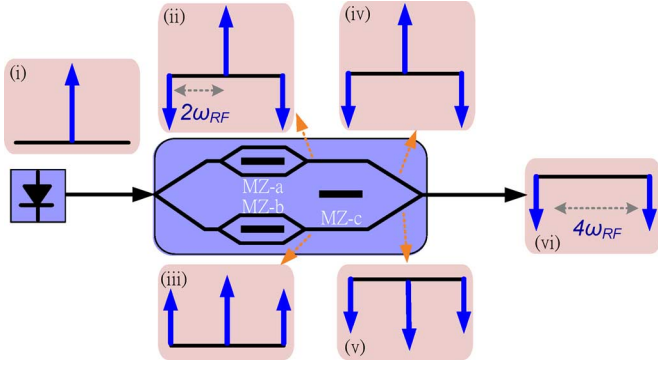 (i)
(ii)
2ωRF
(iv)
MZ-a
MZ-b
MZ-c
(iii)
(v)
(vi)
4ωRF